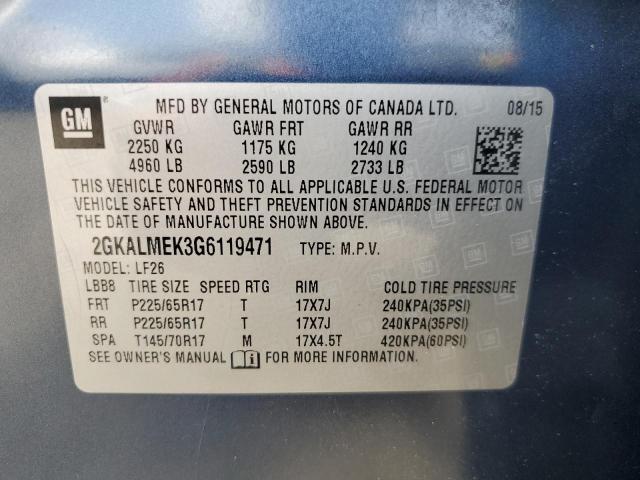 GM
MFD BY GENERAL MOTORS OF CANADA LTD. 08/15
GVWR GAWR FRT GAWR RR
2250 KG 1175 KG 1240 KG
4960 LB 2590 LB 2733 LB
THIS VEHICLE CONFORMS TO ALL APPLICABLE U.S. FEDERAL MOTOR
VEHICLE SAFETY AND THEFT PREVENTION STANDARDS IN EFFECT ON
THE DATE OF MANUFACTURE SHOWN ABOVE.
2GKALMEK3G6119471 TYPE: M.P.V.
MODEL: LF26
LBB8 TIRE SIZE SPEED RTG RIM COLD TIRE PRESSURE
FRT P225/65R17 T 17X7J 240KPA(35PSI)
RR P225/65R17 T 17X7J 240KPA(35PSI)
SPA T145/70R17 M 17X4.5T 420KPA(60PSI)
SEE OWNER'S MANUAL FOR MORE INFORMATION.